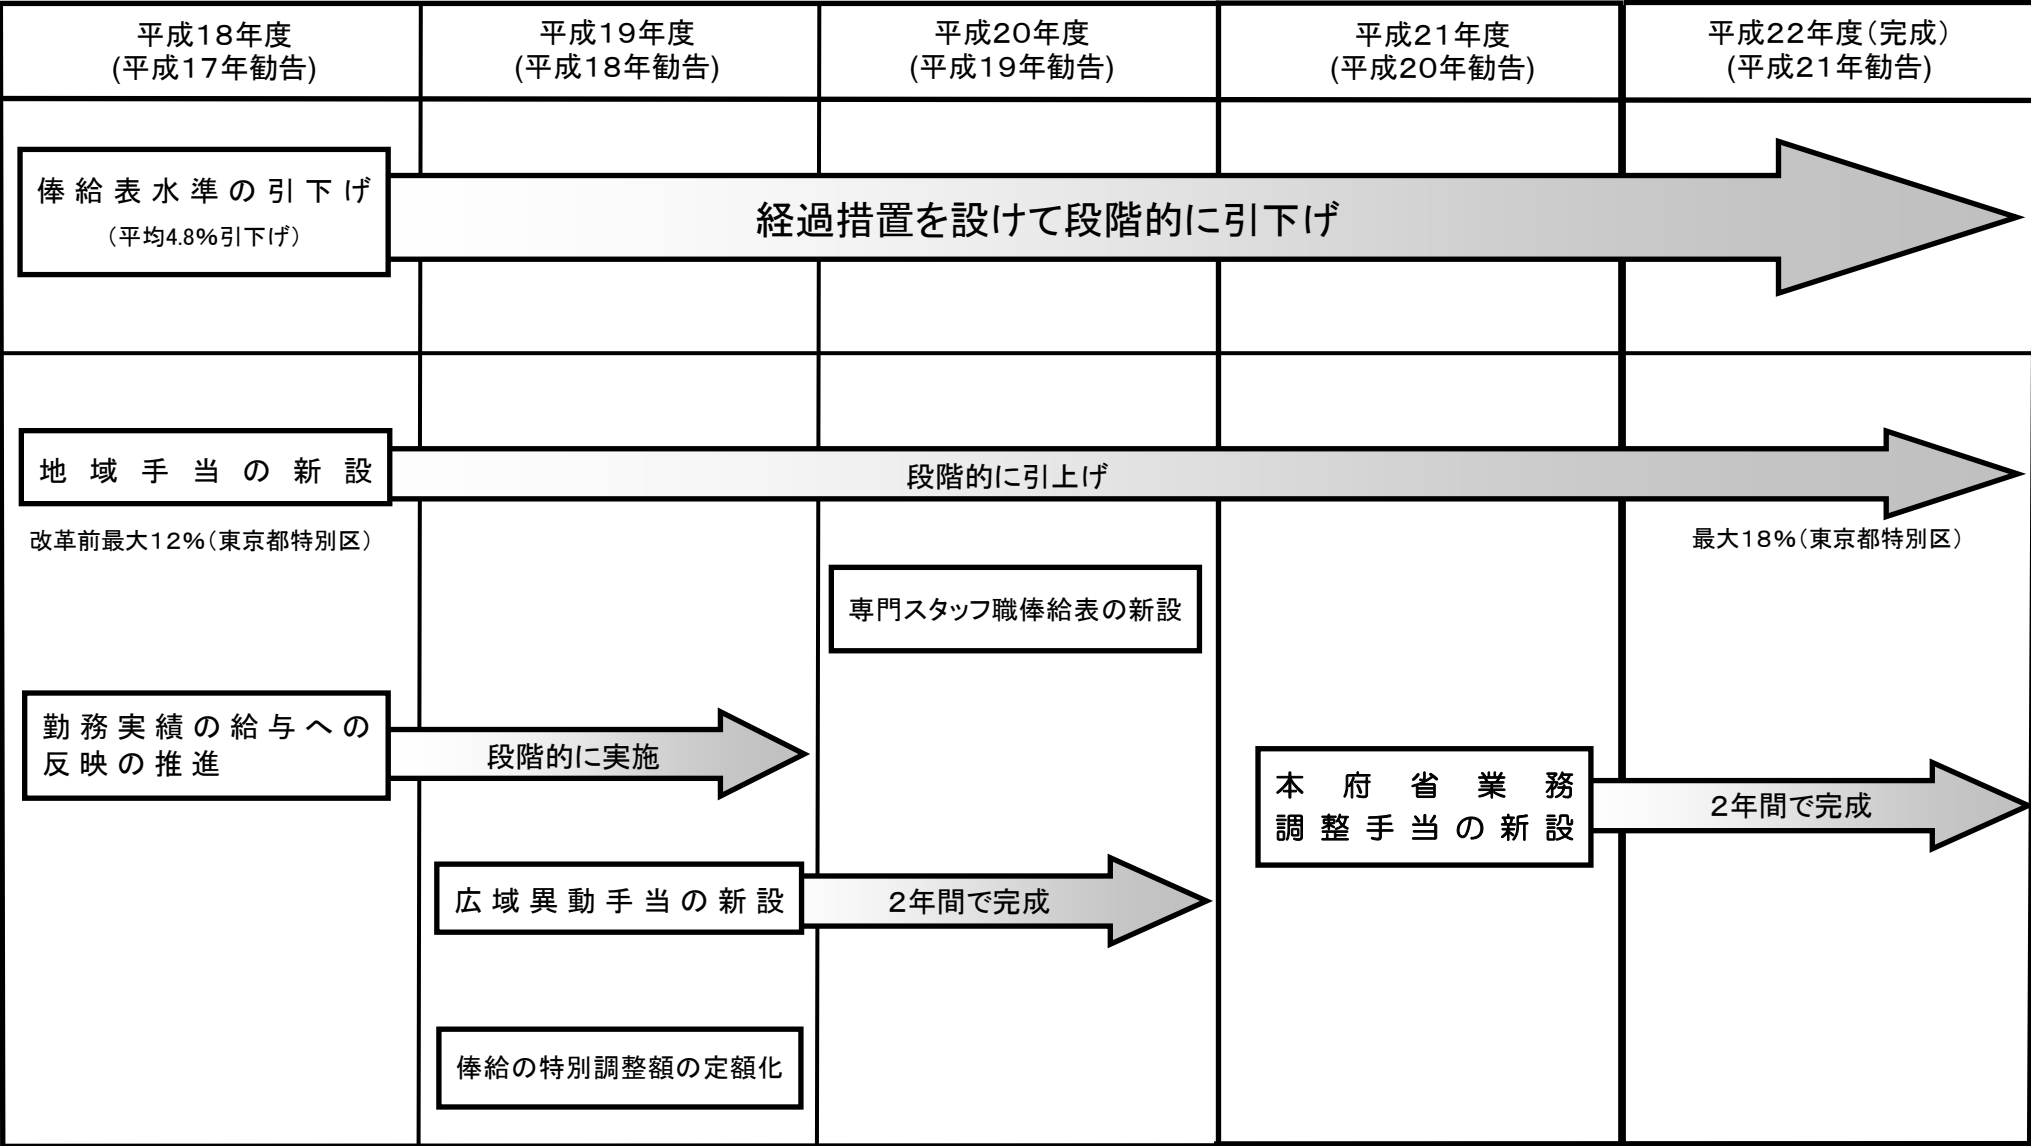 平成18年度
(平成17年勧告)
平成19年度
(平成18年勧告)
平成20年度
(平成19年勧告)
平成21年度
(平成20年勧告)
平成22年度(完成)
(平成21年勧告)
俸給表水準の引下げ
(平均4.8%引下げ)
経過措置を設けて段階的に引下げ
地域手当の新設
段階的に引上げ
改革前最大12%(東京都特別区)
最大18%(東京都特別区)
専門スタッフ職俸給表の新設
勤務実績の給与への
反映の推進
段階的に実施
本府省業務
調整手当の新設
2年間で完成
広域異動手当の新設
2年間で完成
俸給の特別調整額の定額化